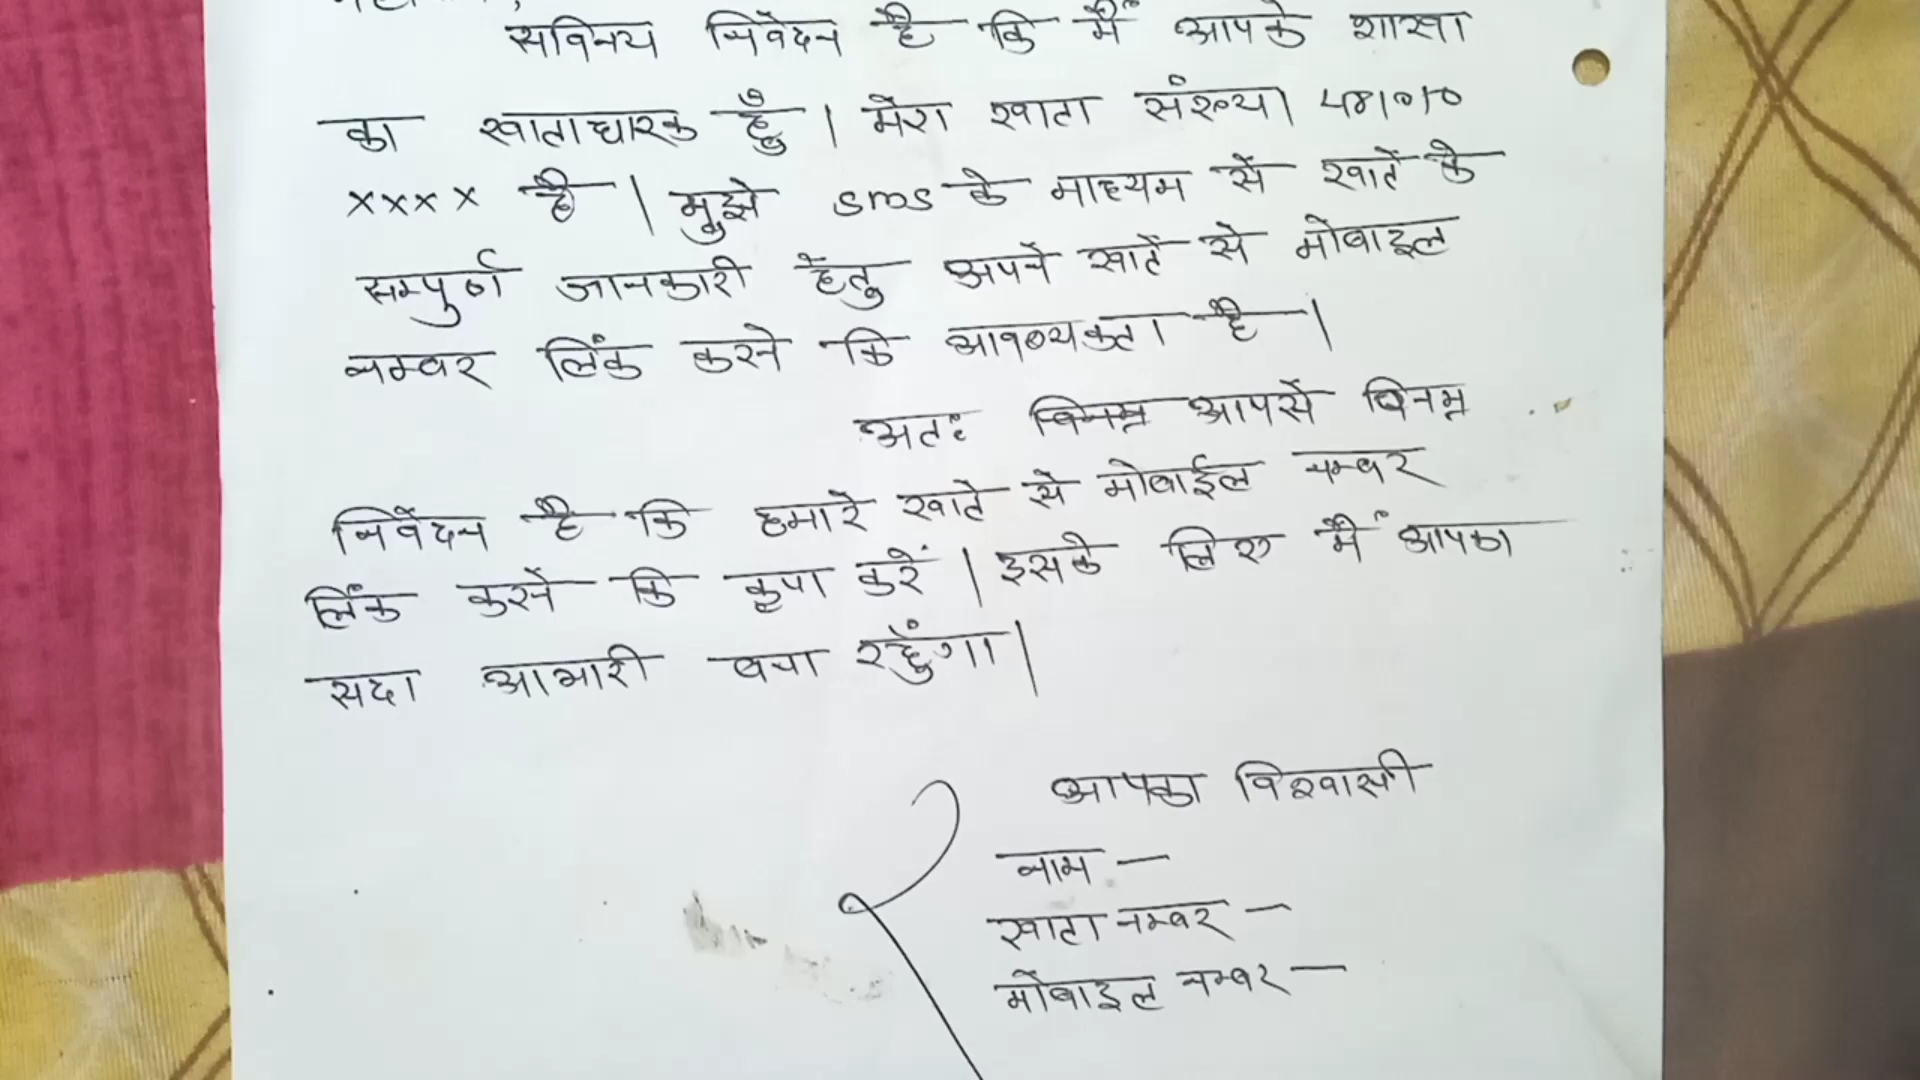 सविनय निवेदन है कि मैं आपके शाखा
का खाताधारक हूँ। मेरा खाता संख्या 481010
xxxx है। मुझे sms के माध्यम से खाते के
सम्पुर्ण जानकारी हेतु अपने खाते से मोबाइल
नम्बर लिंक करने कि आवश्यकता है।
अतः विनम्र आपसे विनम्र
निवेदन है कि हमारे खाते से मोबाईल नम्बर
लिंक करने कि कृपा करें। इसके लिए मैं आपका
सदा आभारी बना रहूँगा।
आपका विश्वासी
नाम —
खाता नम्बर —
मोबाइल नम्बर —